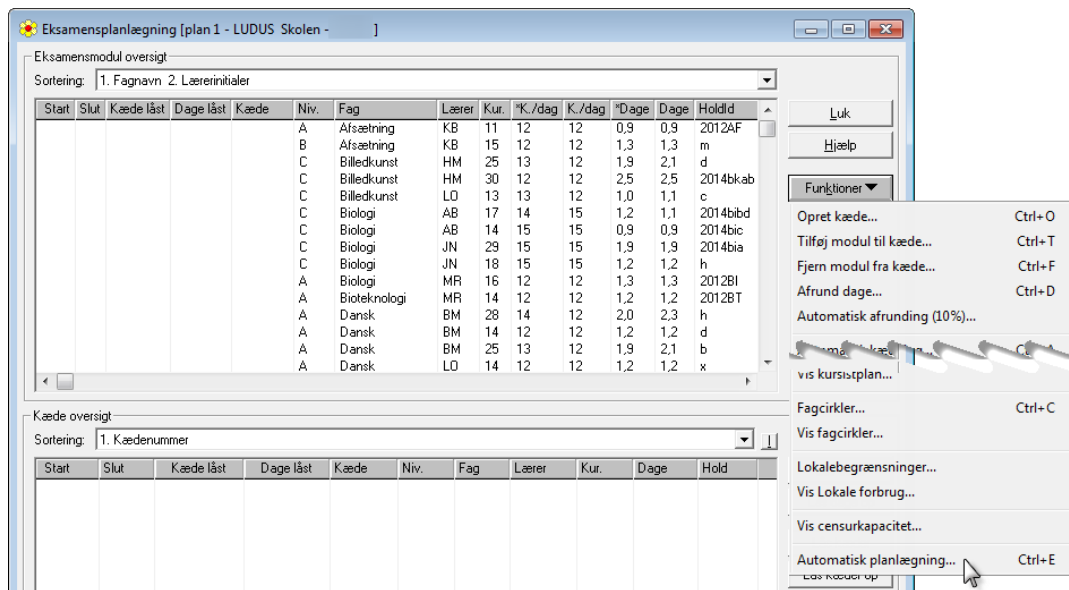 Eksamensplanlægning [plan 1 - LUDUS Skolen - ]
Eksamensmodul oversigt
Sortering: 1. Fagnavn 2. Lærerinitialer
Start Slut Kæde låst Dage låst Kæde Niv. Fag Lærer Kur. *K./dag K./dag *Dage Dage HoldId
A Afsætning KB 11 12 12 0,9 0,9 2012AF
B Afsætning KB 15 12 12 1,3 1,3 m
C Billedkunst HM 25 13 12 1,9 2,1 d
C Billedkunst HM 30 12 12 2,5 2,5 2014bkab
C Billedkunst LO 13 13 12 1,0 1,1 c
C Biologi AB 17 14 15 1,2 1,1 2014bibd
C Biologi AB 14 15 15 0,9 0,9 2014bic
C Biologi JN 29 15 15 1,9 1,9 2014bia
C Biologi JN 18 15 15 1,2 1,2 h
A Biologi MR 16 12 12 1,3 1,3 2012BI
A Bioteknologi MR 14 12 12 1,2 1,2 2012BT
A Dansk BM 28 14 12 2,0 2,3 h
A Dansk BM 14 12 12 1,2 1,2 d
A Dansk BM 25 13 12 1,9 2,1 b
A Dansk LO 14 12 12 1,2 1,2 x
Luk
Hjælp
Funktioner
Opret kæde... Ctrl+O
Tilføj modul til kæde... Ctrl+T
Fjern modul fra kæde... Ctrl+F
Afrund dage... Ctrl+D
Automatisk afrunding (10%)...
Vis kursistplan...
Fagcirkler... Ctrl+C
Vis fagcirkler...
Lokalebegrænsninger...
Vis Lokale forbrug...
Vis censurkapacitet...
Automatisk planlægning... Ctrl+E
Lås Kæder op
Kæde oversigt
Sortering: 1. Kædenummer
Start Slut Kæde låst Dage låst Kæde Niv. Fag Lærer Kur. Dage Hold